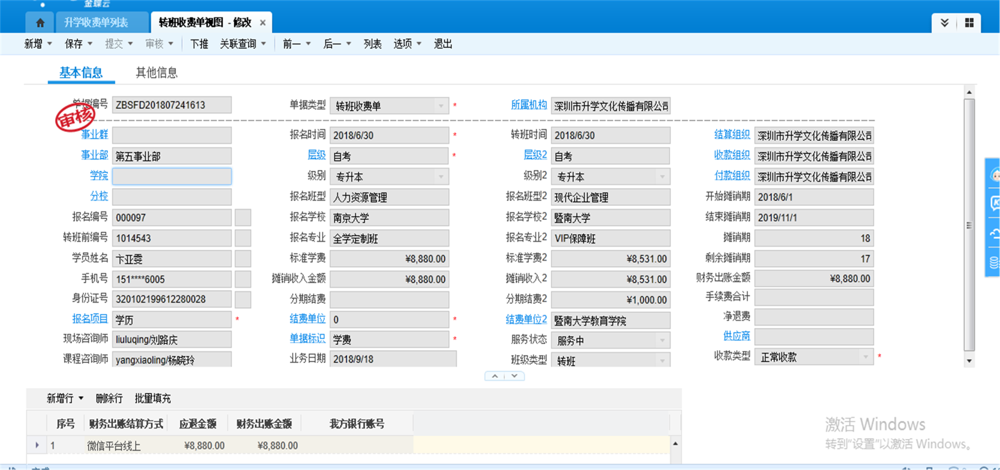 金蝶云
升学收费单列表 转班收费单视图 - 修改 ×
新增 保存 提交 审核 下推 关联查询 前一 后一 列表 选项 退出
基本信息 其他信息
单据编号 ZBSFD201807241613 单据类型 转班收费单 * 所属机构 深圳市升学文化传播有限公司
审核
事业群 报名时间 2018/6/30 * 转班时间 2018/6/30 结算组织 深圳市升学文化传播有限公司
事业部 第五事业部 层级 自考 * 层级2 自考 收款组织 深圳市升学文化传播有限公司
学院 级别 专升本 级别2 专升本 付款组织 深圳市升学文化传播有限公司
分校 报名班型 人力资源管理 报名班型2 现代企业管理 开始摊销期 2018/6/1
报名编号 000097 报名学校 南京大学 报名学校2 暨南大学 结束摊销期 2019/11/1
转班前编号 1014543 报名专业 全学定制班 报名专业2 VIP保障班 摊销期 18
学员姓名 卞亚雯 标准学费 ¥8,880.00 标准学费2 ¥8,531.00 剩余摊销期 17
手机号 151****6005 摊销收入金额 ¥8,880.00 摊销收入2 ¥8,531.00 财务出账金额 ¥8,880.00
身份证号 320102199612280028 分期结费 分期结费2 ¥1,000.00 手续费合计
报名项目 学历 * 结费单位 0 * 结费单位2 暨南大学教育学院 净退费
现场咨询师 liuluqing/刘路庆 单据标识 学费 * 服务状态 服务中 供应商
课程咨询师 yangxiaoling/杨晓玲 业务日期 2018/9/18 班级类型 转班 收款类型 正常收款 *
新增行 删除行 批量填充
序号 财务出账结算方式 应退金额 财务出账金额 我方银行账号
1 微信平台线上 ¥8,880.00 ¥8,880.00
激活 Windows
转到"设置"以激活 Windows。